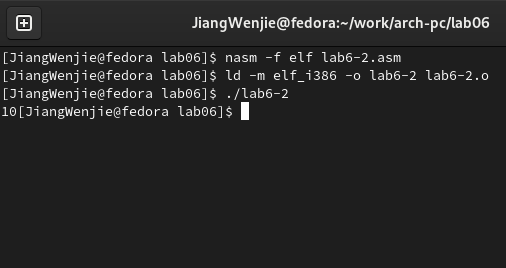 JiangWenjie@fedora:~/work/arch-pc/lab06
[JiangWenjie@fedora lab06]$ nasm -f elf lab6-2.asm
[JiangWenjie@fedora lab06]$ ld -m elf_i386 -o lab6-2 lab6-2.o
[JiangWenjie@fedora lab06]$ ./lab6-2
10[JiangWenjie@fedora lab06]$